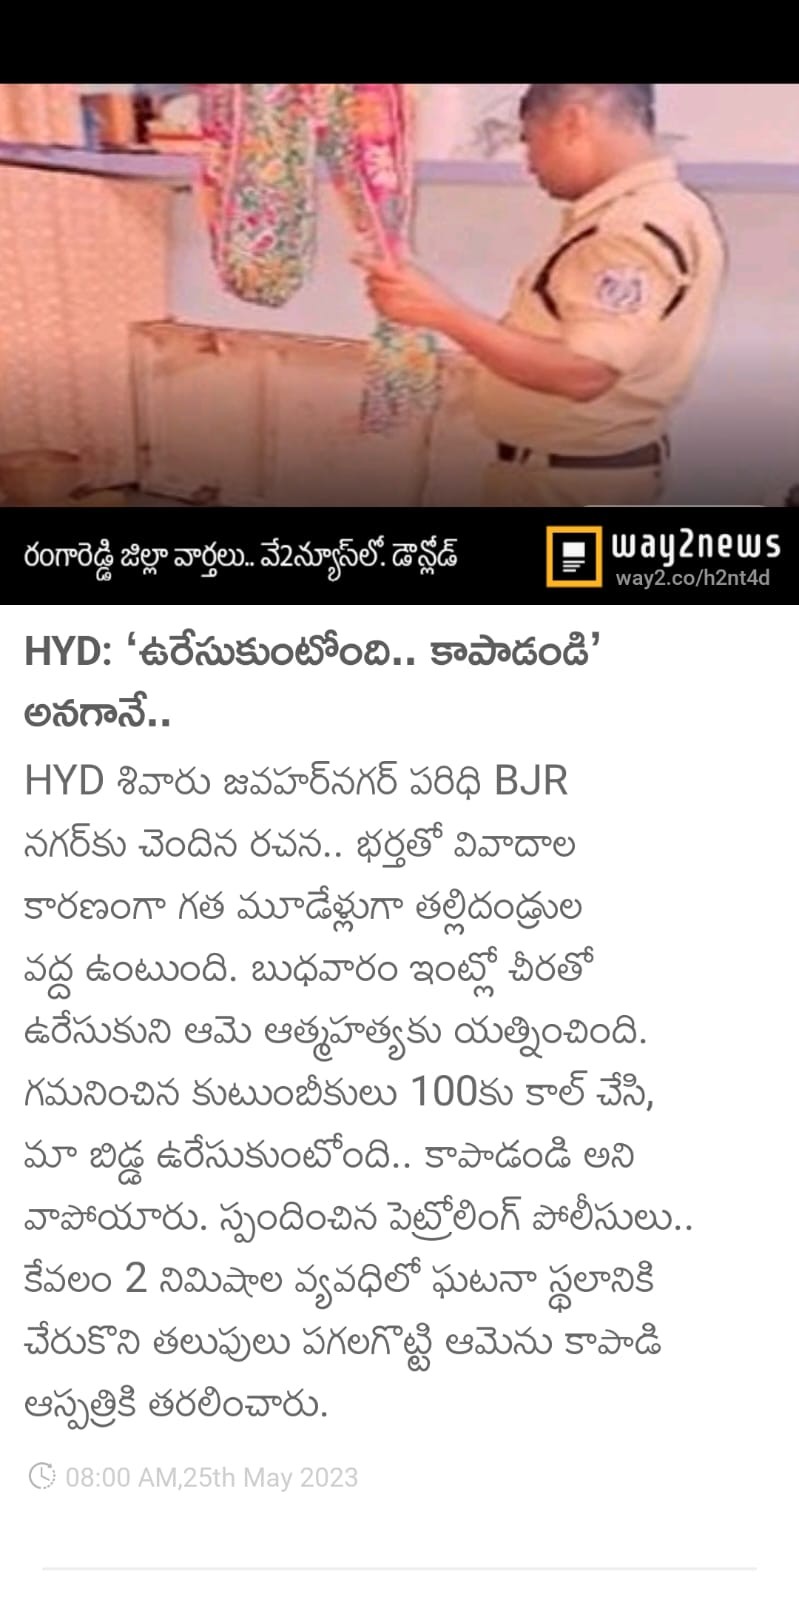 రంగారెడ్డి జిల్లా వార్తలు.. వే2న్యూస్‌లో. డౌన్లోడ్
way2news
way2.co/h2nt4d
HYD: ‘ఉరేసుకుంటోంది.. కాపాడండి’
అనగానే..
HYD శివారు జవహర్‌నగర్ పరిధి BJR
నగర్‌కు చెందిన రచన.. భర్తతో వివాదాల
కారణంగా గత మూడేళ్లుగా తల్లిదండ్రుల
వద్ద ఉంటుంది. బుధవారం ఇంట్లో చీరతో
ఉరేసుకుని ఆమె ఆత్మహత్యకు యత్నించింది.
గమనించిన కుటుంబీకులు 100కు కాల్ చేసి,
మా బిడ్డ ఉరేసుకుంటోంది.. కాపాడండి అని
వాపోయారు. స్పందించిన పెట్రోలింగ్ పోలీసులు..
కేవలం 2 నిమిషాల వ్యవధిలో ఘటనా స్థలానికి
చేరుకొని తలుపులు పగలగొట్టి ఆమెను కాపాడి
ఆస్పత్రికి తరలించారు.
08:00 AM,25th May 2023